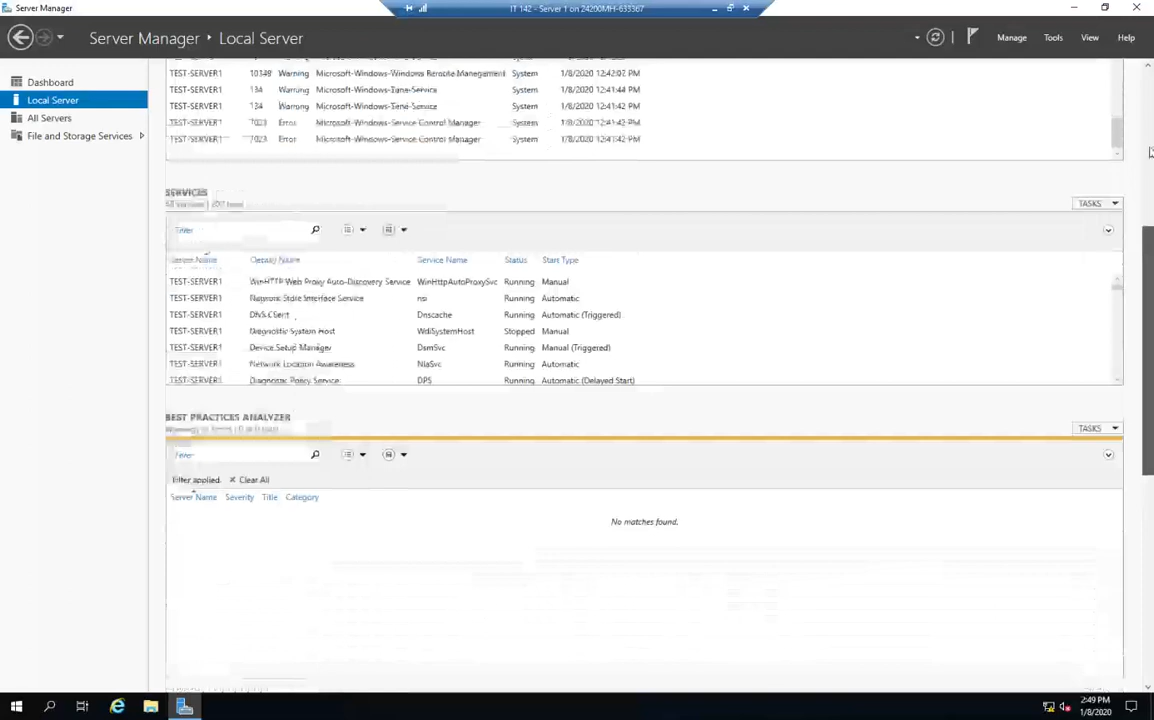 Server Manager
IT 142 - Server 1 on 24200MH-633367
Server Manager • Local Server
Manage Tools View Help
Dashboard
Local Server
All Servers
File and Storage Services
TEST-SERVER1 10149 Warning Microsoft-Windows-Windows Remote Management System 1/8/2020 12:42:07 PM
TEST-SERVER1 134 Warning Microsoft-Windows-Time-Service System 1/8/2020 12:41:44 PM
TEST-SERVER1 134 Warning Microsoft-Windows-Time-Service System 1/8/2020 12:41:42 PM
TEST-SERVER1 7023 Error Microsoft-Windows-Service Control Manager System 1/8/2020 12:41:42 PM
TEST-SERVER1 7023 Error Microsoft-Windows-Service Control Manager System 1/8/2020 12:41:42 PM
SERVICES
All services | total
TASKS
Filter
Server Name Display Name Service Name Status Start Type
TEST-SERVER1 WinHTTP Web Proxy Auto-Discovery Service WinHttpAutoProxySvc Running Manual
TEST-SERVER1 Network Store Interface Service nsi Running Automatic
TEST-SERVER1 DNS Client Dnscache Running Automatic (Triggered)
TEST-SERVER1 Diagnostic System Host WdiSystemHost Stopped Manual
TEST-SERVER1 Device Setup Manager DsmSvc Running Manual (Triggered)
TEST-SERVER1 Network Location Awareness NlaSvc Running Automatic
TEST-SERVER1 Diagnostic Policy Service DPS Running Automatic (Delayed Start)
BEST PRACTICES ANALYZER
TASKS
Filter
Filter applied. × Clear All
Server Name Severity Title Category
No matches found.
2:49 PM
1/8/2020